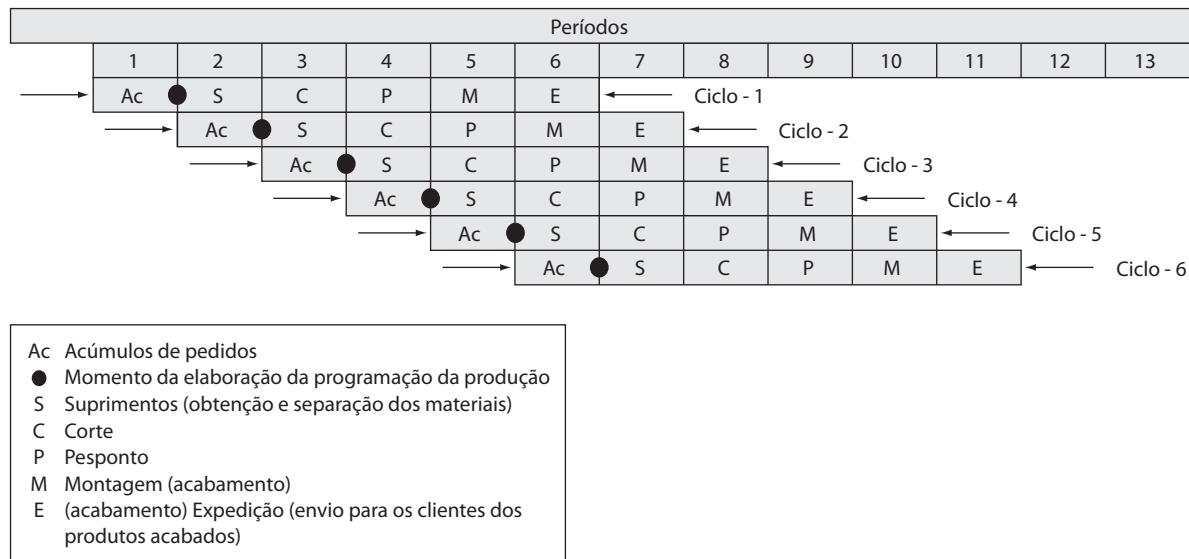 Períodos
1 2 3 4 5 6 7 8 9 10 11 12 13
Ac S C P M E Ciclo - 1
Ac S C P M E Ciclo - 2
Ac S C P M E Ciclo - 3
Ac S C P M E Ciclo - 4
Ac S C P M E Ciclo - 5
Ac S C P M E Ciclo - 6
Ac Acúmulos de pedidos
Momento da elaboração da programação da produção
S Suprimentos (obtenção e separação dos materiais)
C Corte
P Pesponto
M Montagem (acabamento)
E (acabamento) Expedição (envio para os clientes dos
produtos acabados)